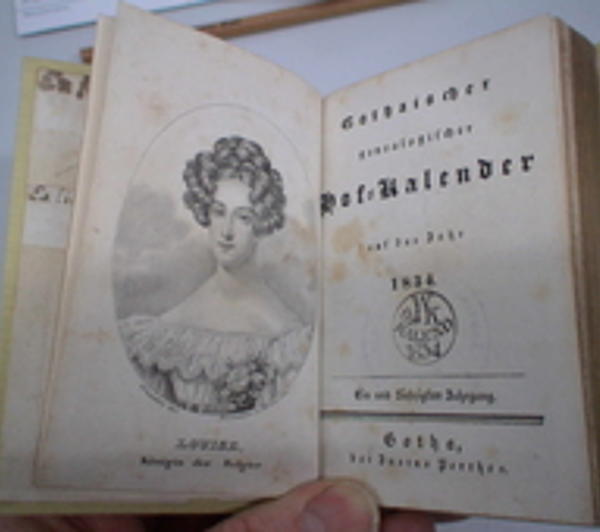 LOUISE,
Königin der Belgier
Gothaischer
genealogischer
Hof-Kalender
auf das Jahr
1834
Ein und Siebzigster Jahrgang.
Gotha,
bei Justus Perthes.